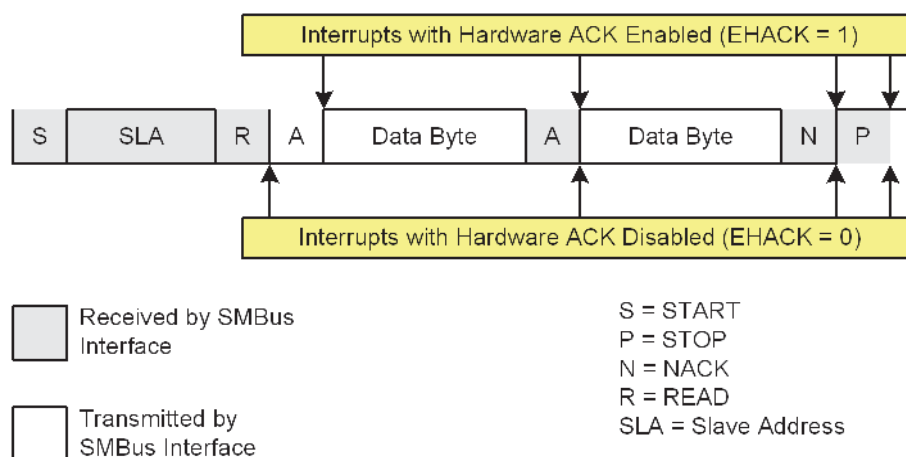 Interrupts with Hardware ACK Enabled (EHACK = 1)
S SLA R A Data Byte A Data Byte N P
Interrupts with Hardware ACK Disabled (EHACK = 0)
Received by SMBus
Interface
Transmitted by
SMBus Interface
S = START
P = STOP
N = NACK
R = READ
SLA = Slave Address